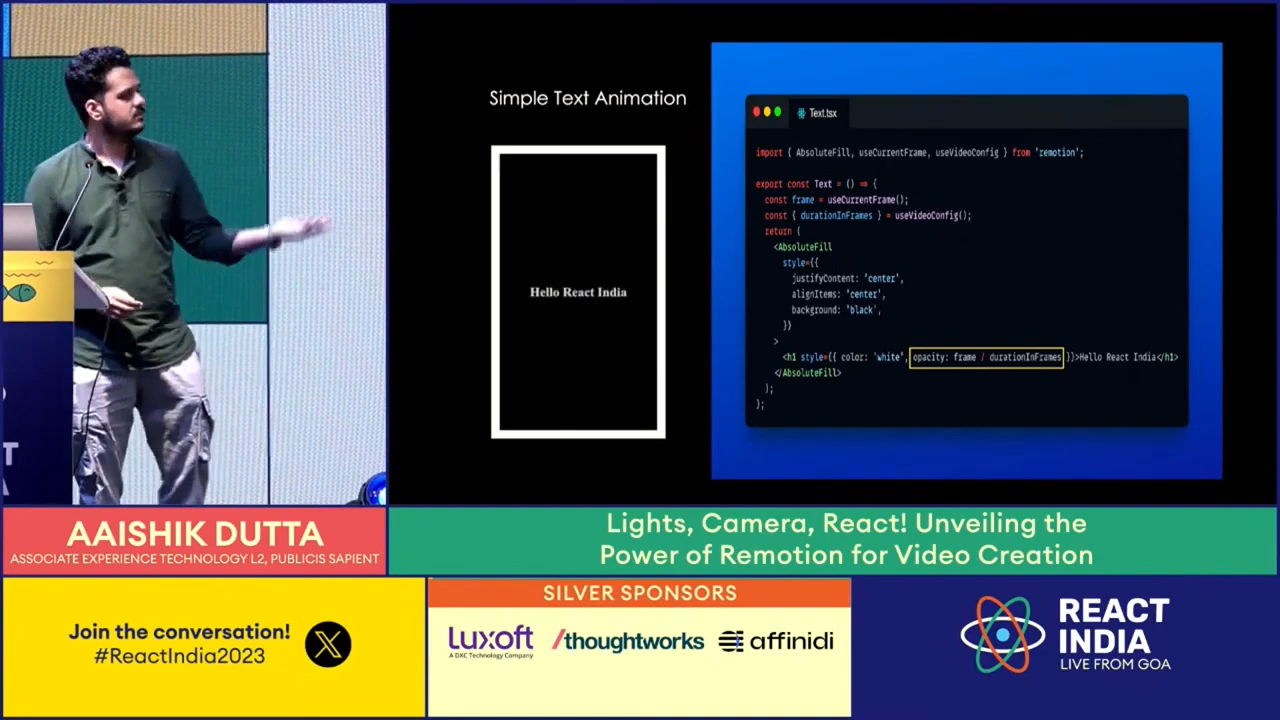 Simple Text Animation
Hello React India
Text.tsx
import { AbsoluteFill, useCurrentFrame, useVideoConfig } from 'remotion';
export const Text = () => {
const frame = useCurrentFrame();
const { durationInFrames } = useVideoConfig();
return (
<AbsoluteFill
style={{
justifyContent: 'center',
alignItems: 'center',
background: 'black',
}}
>
<h1 style={{ color: 'white', opacity: frame / durationInFrames }}>Hello React India</h1>
</AbsoluteFill>
);
};
AAISHIK DUTTA
ASSOCIATE EXPERIENCE TECHNOLOGY L2, PUBLICIS SAPIENT
Lights, Camera, React! Unveiling the
Power of Remotion for Video Creation
Join the conversation!
#ReactIndia2023
SILVER SPONSORS
Luxoft
A DXC Technology Company
/thoughtworks
affinidi
REACT
INDIA
LIVE FROM GOA